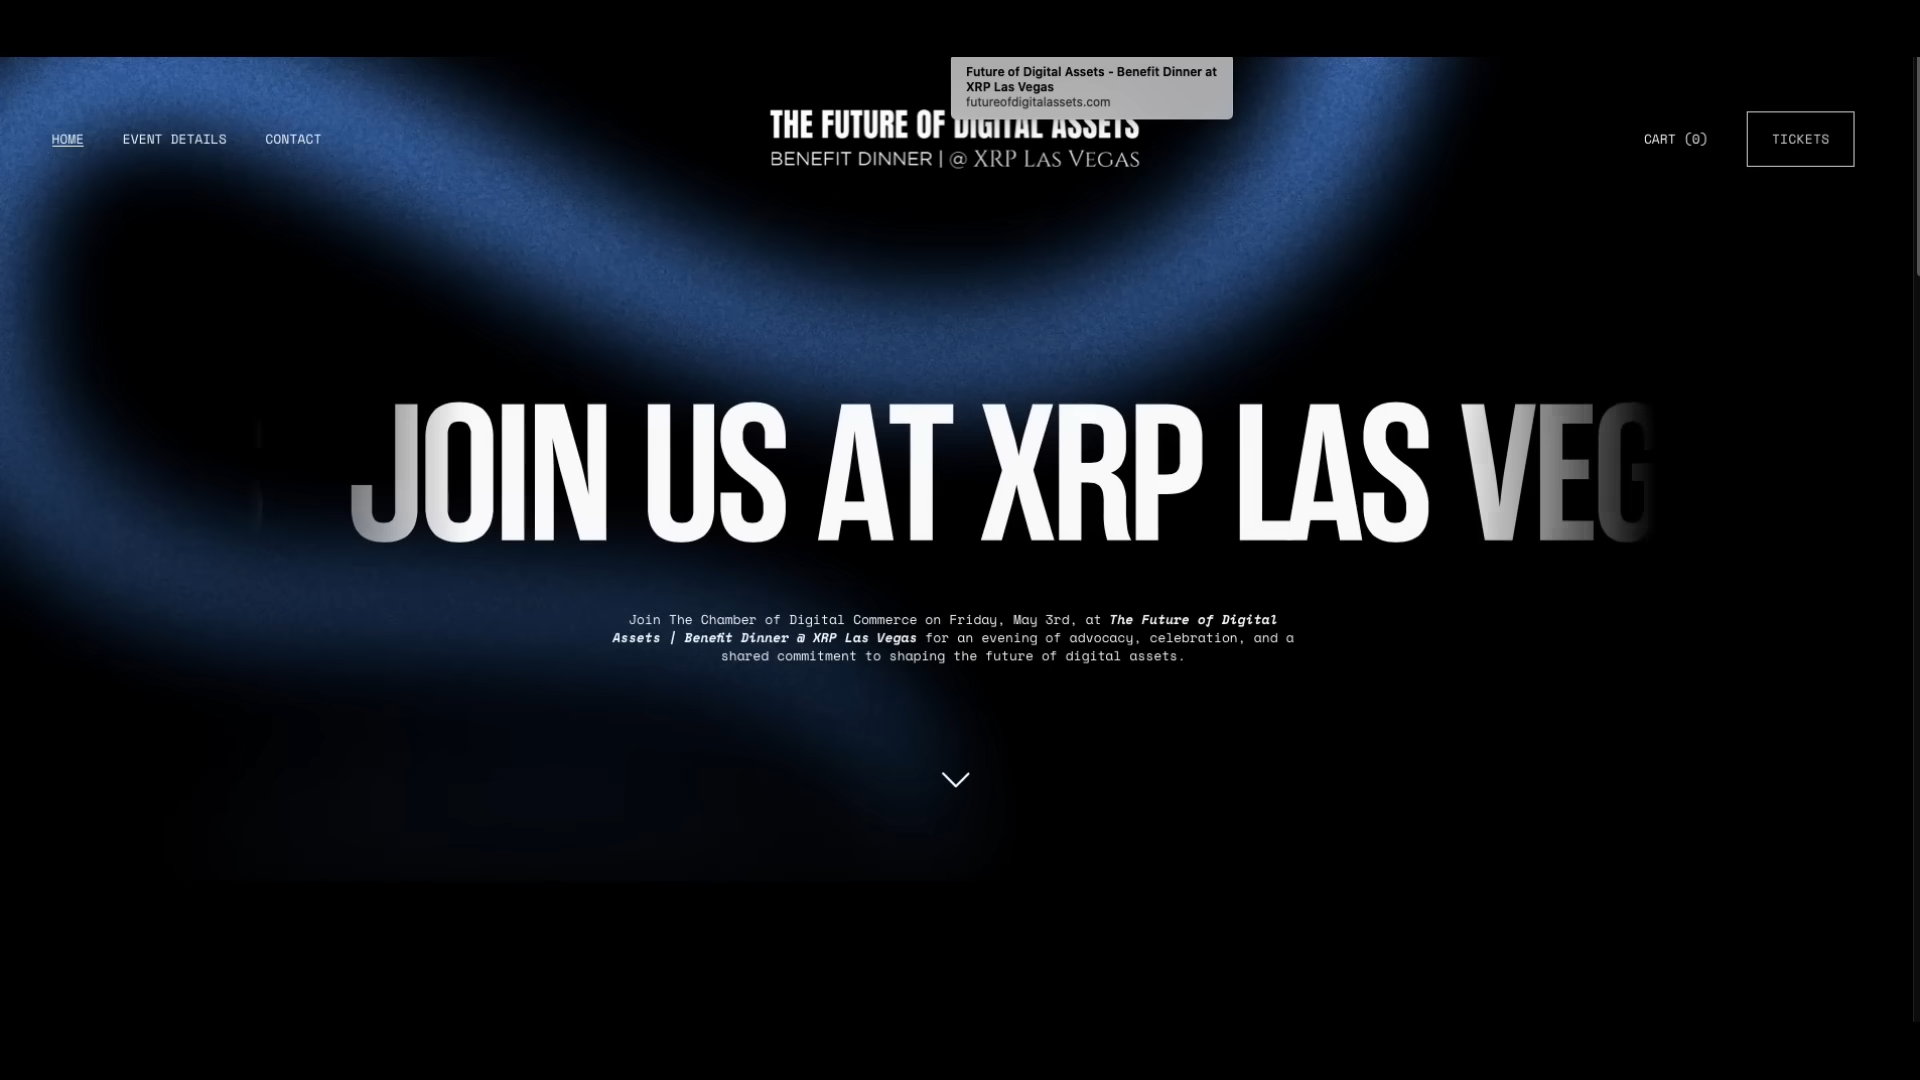 Future of Digital Assets - Benefit Dinner at
XRP Las Vegas
futureofdigitalassets.com
HOME EVENT DETAILS CONTACT
THE FUTURE OF DIGITAL ASSETS
BENEFIT DINNER | @ XRP LAS VEGAS
CART (0) TICKETS
JOIN US AT XRP LAS VEG
Join The Chamber of Digital Commerce on Friday, May 3rd, at The Future of Digital
Assets | Benefit Dinner @ XRP Las Vegas for an evening of advocacy, celebration, and a
shared commitment to shaping the future of digital assets.